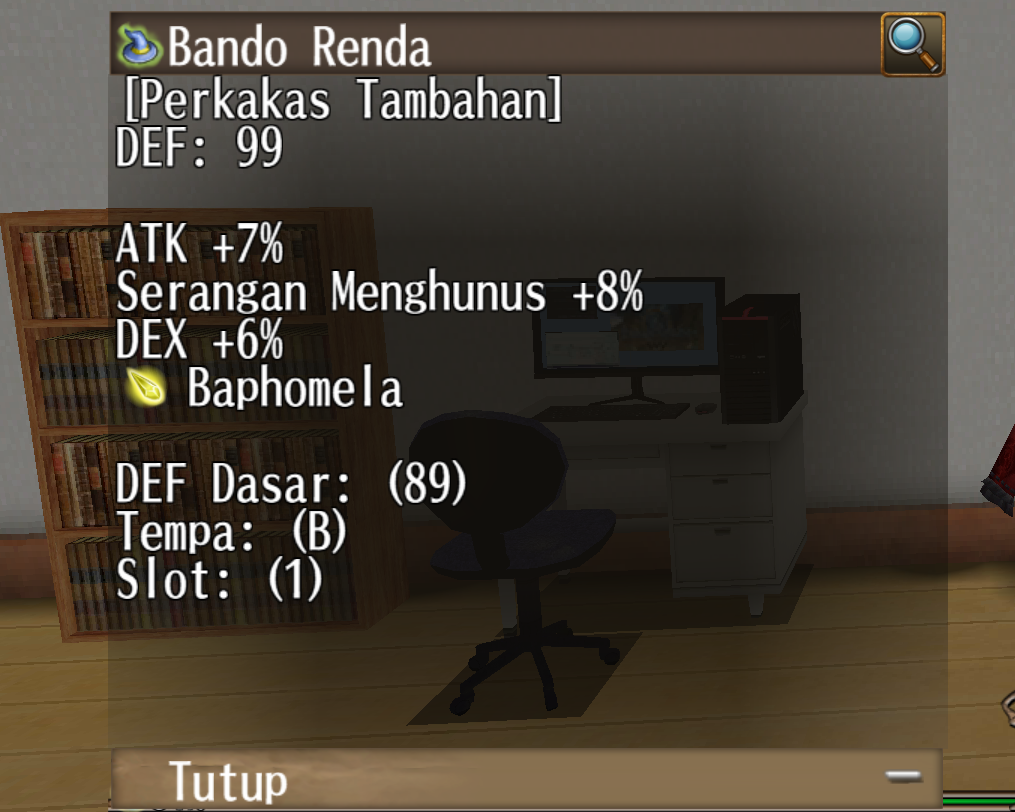 Bando Renda
[Perkakas Tambahan]
DEF: 99
ATK +7%
Serangan Menghunus +8%
DEX +6%
Baphomela
DEF Dasar: (89)
Tempa: (B)
Slot: (1)
Tutup